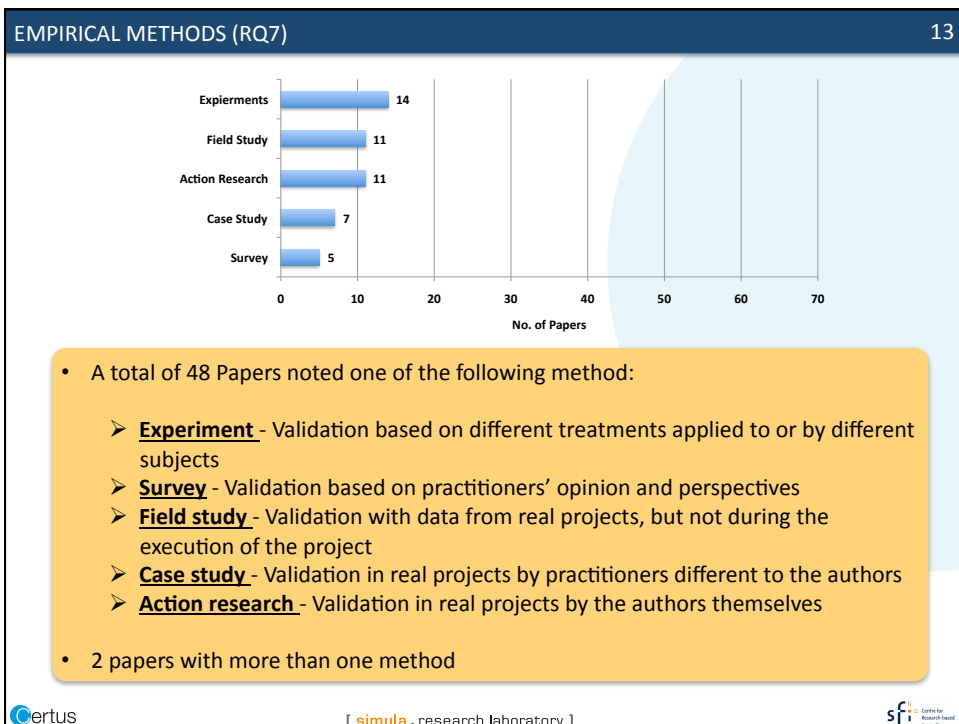 EMPIRICAL METHODS (RQ7) 13
Expierments 14
Field Study 11
Action Research 11
Case Study 7
Survey 5
0 10 20 30 40 50 60 70
No. of Papers
• A total of 48 Papers noted one of the following method:
➢ Experiment - Validation based on different treatments applied to or by different
subjects
➢ Survey - Validation based on practitioners’ opinion and perspectives
➢ Field study - Validation with data from real projects, but not during the
execution of the project
➢ Case study - Validation in real projects by practitioners different to the authors
➢ Action research - Validation in real projects by the authors themselves
• 2 papers with more than one method
Certus
[ simula . research laboratory ]
sfi
Centre for
Research-based